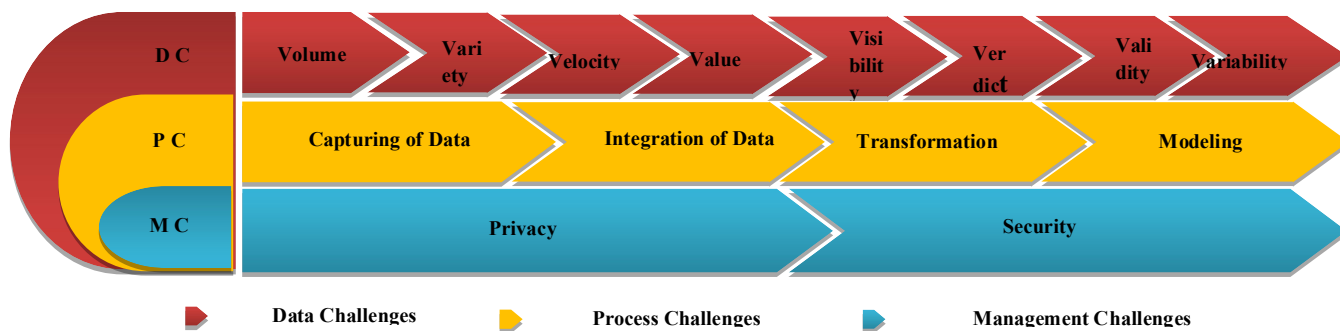 D C
Volume
Vari
ety
Velocity
Value
Visi
bility
Ver
dict
Vali
dity
Variability
P C
Capturing of Data
Integration of Data
Transformation
Modeling
M C
Privacy
Security
Data Challenges
Process Challenges
Management Challenges